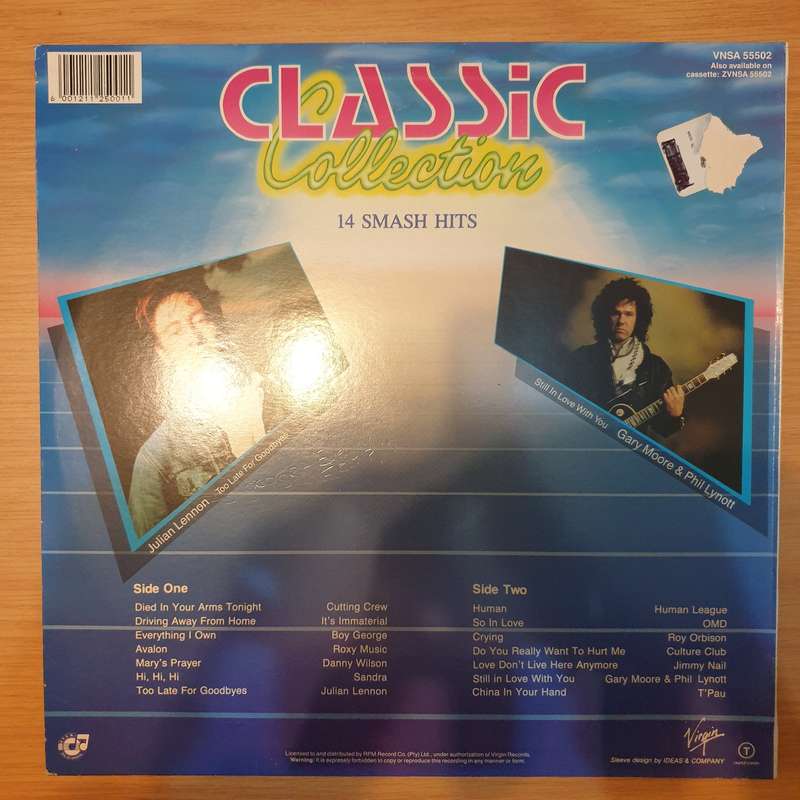 VNSA 55502
Also available on
cassette: ZVNSA 55502
6 001211 250011
CLASSiC
Collection
14 SMASH HITS
Julian Lennon Too Late For Goodbyes
Still In Love With You Gary Moore & Phil Lynott
Side One
Died In Your Arms Tonight Cutting Crew
Driving Away From Home It's Immaterial
Everything I Own Boy George
Avalon Roxy Music
Mary's Prayer Danny Wilson
Hi, Hi, Hi Sandra
Too Late For Goodbyes Julian Lennon
Side Two
Human Human League
So In Love OMD
Crying Roy Orbison
Do You Really Want To Hurt Me Culture Club
Love Don't Live Here Anymore Jimmy Nail
Still in Love With You Gary Moore & Phil Lynott
China In Your Hand T'Pau
Licensed to and distributed by RPM Record Co. (Pty) Ltd., under authorisation of Virgin Records.
Warning: It is expressly forbidden to copy or reproduce this recording in any manner or form.
Virgin
Sleeve design by IDEAS & COMPANY
T